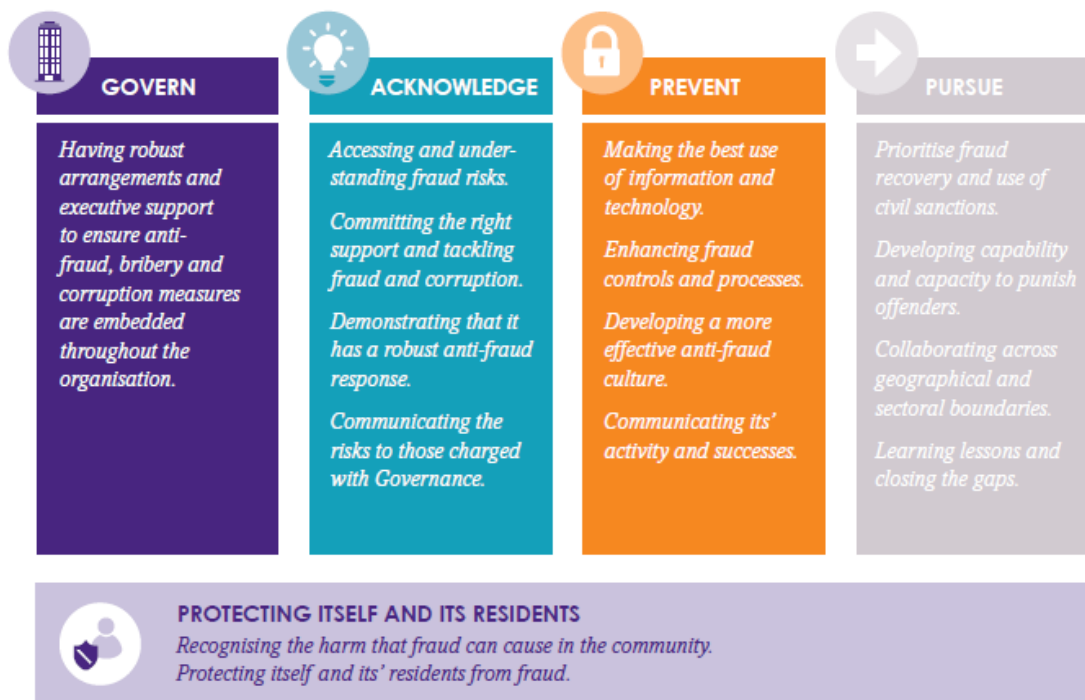 GOVERN
Having robust
arrangements and
executive support
to ensure anti-
fraud, bribery and
corruption measures
are embedded
throughout the
organisation.
ACKNOWLEDGE
Accessing and under-
standing fraud risks.
Committing the right
support and tackling
fraud and corruption.
Demonstrating that it
has a robust anti-fraud
response.
Communicating the
risks to those charged
with Governance.
PREVENT
Making the best use
of information and
technology.
Enhancing fraud
controls and processes.
Developing a more
effective anti-fraud
culture.
Communicating its’
activity and successes.
PURSUE
Prioritise fraud
recovery and use of
civil sanctions.
Developing capability
and capacity to punish
offenders.
Collaborating across
geographical and
sectoral boundaries.
Learning lessons and
closing the gaps.
PROTECTING ITSELF AND ITS RESIDENTS
Recognising the harm that fraud can cause in the community.
Protecting itself and its’ residents from fraud.